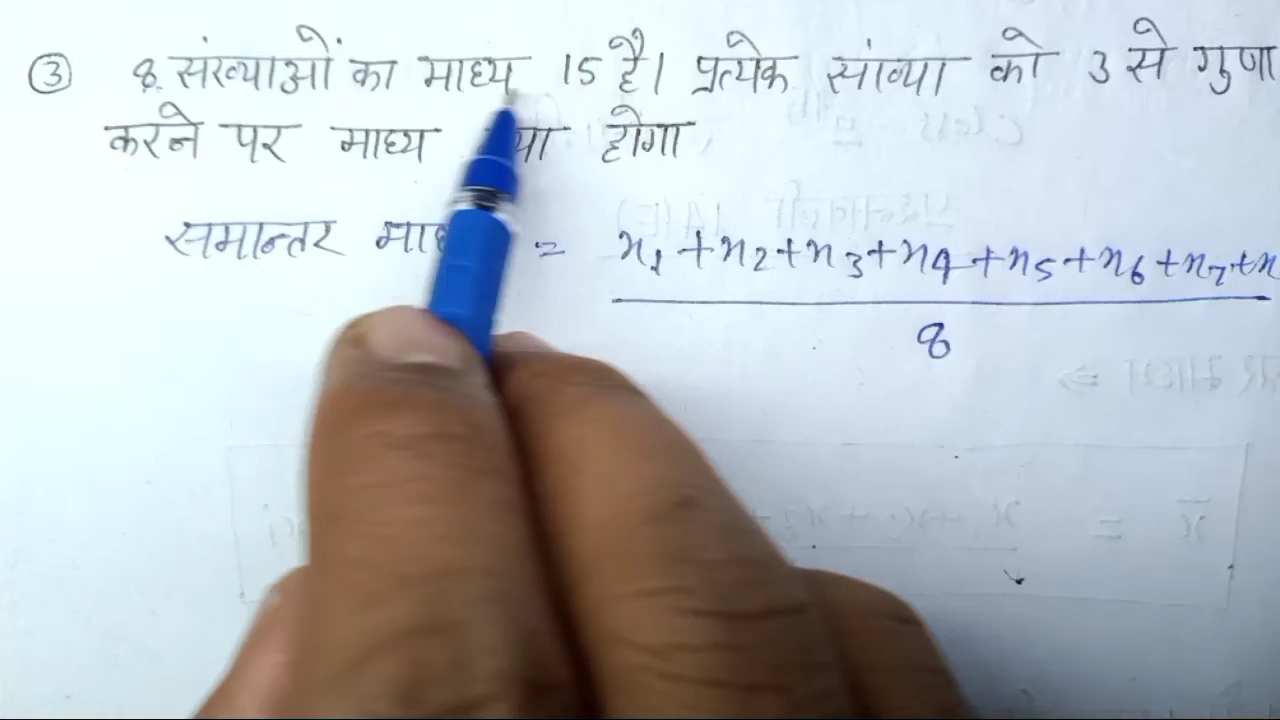 ③ 8 संख्याओं का माध्य 15 है। प्रत्येक सांख्या को 3 से गुणा
करने पर माध्य होगा
समान्तर = x₁ + x₂ + x₃ + x₄ + x₅ + x₆ + x₇ + x
8